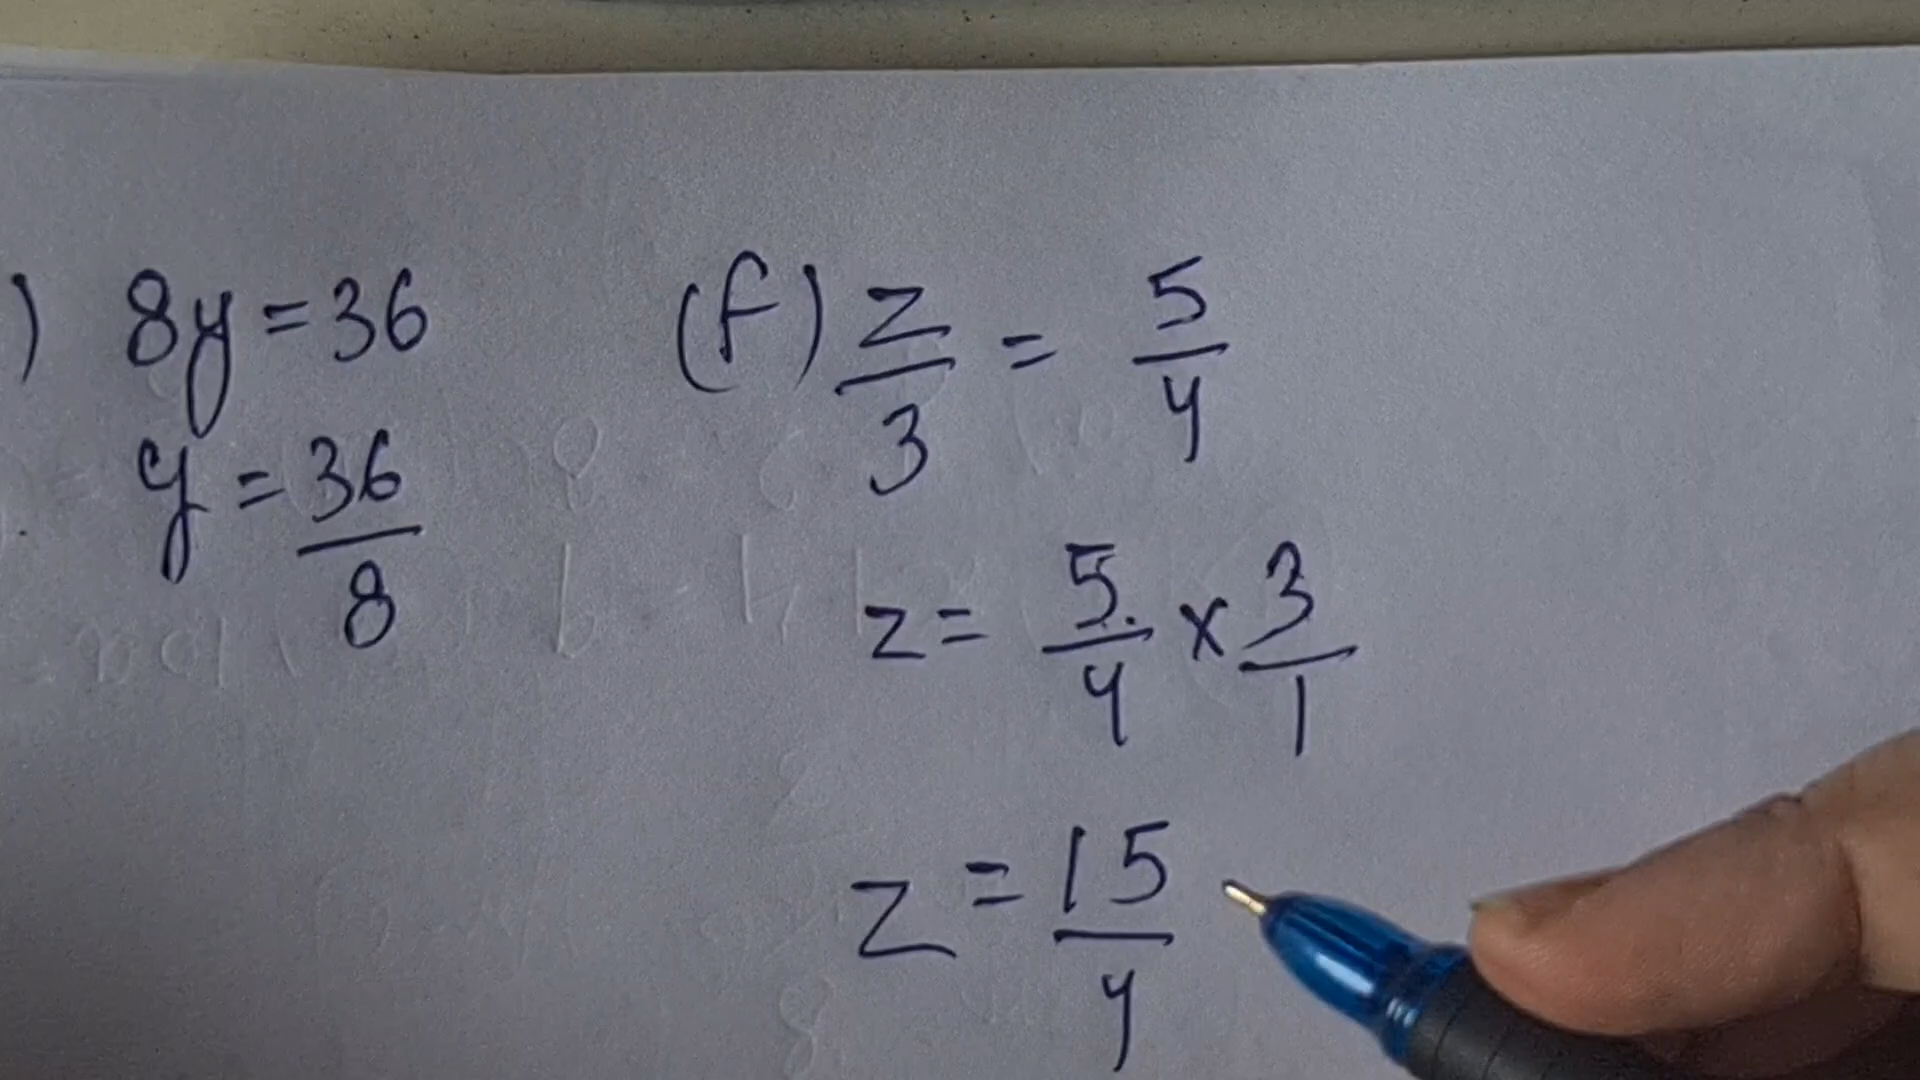 ) 8y = 36
y = 36/8
(f) z/3 = 5/4
z = 5/4 × 3/1
z = 15/4